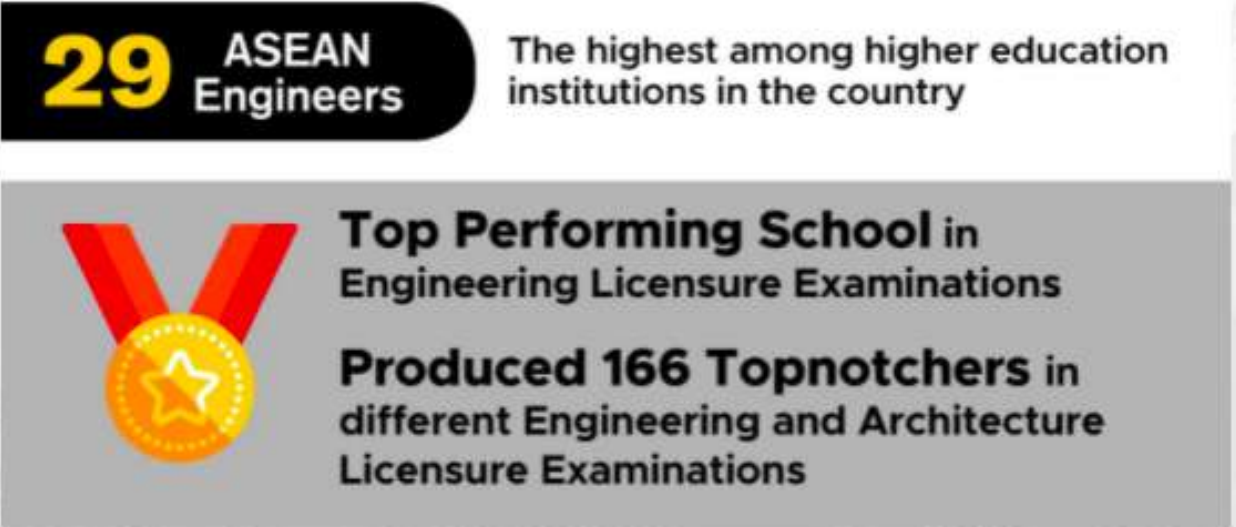 29 ASEAN
Engineers
The highest among higher education
institutions in the country
Top Performing School in
Engineering Licensure Examinations
Produced 166 Topnotchers in
different Engineering and Architecture
Licensure Examinations